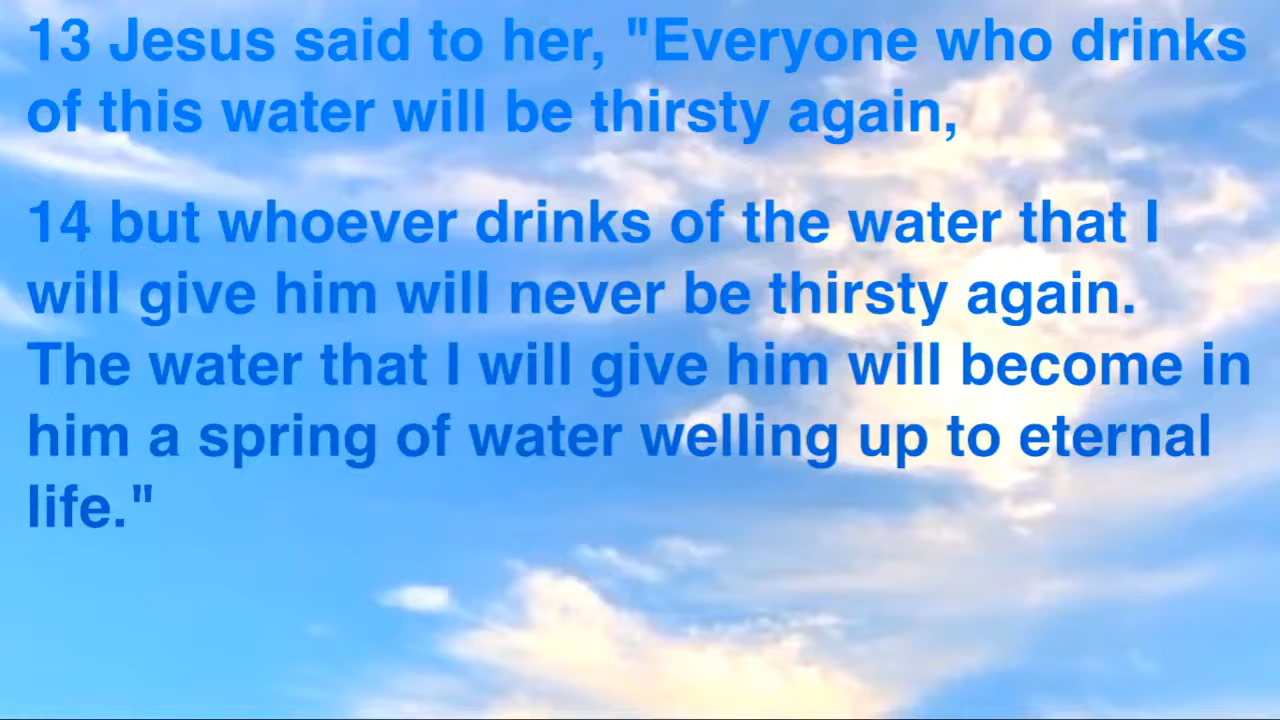 13 Jesus said to her, "Everyone who drinks
of this water will be thirsty again,
14 but whoever drinks of the water that I
will give him will never be thirsty again.
The water that I will give him will become in
him a spring of water welling up to eternal
life."